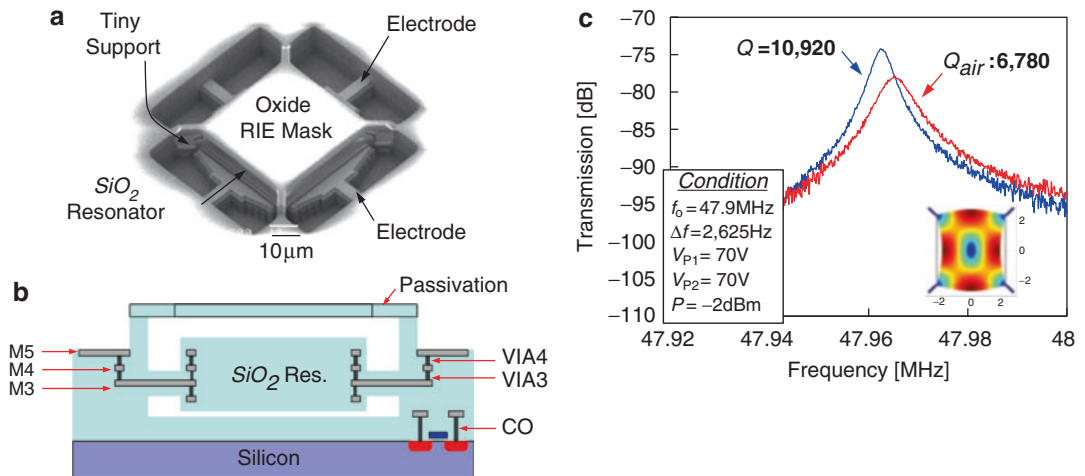 a
Tiny
Support
Electrode
Oxide
RIE Mask
SiO2
Resonator
Electrode
10μm
b
Passivation
M5
M4
M3
SiO2 Res.
VIA4
VIA3
CO
Silicon
c
Transmission [dB]
−70
−75
−80
−85
−90
−95
−100
−105
−110
Q =10,920
Qair :6,780
Condition
fo = 47.9MHz
Δf = 2,625Hz
VP1 = 70V
VP2 = 70V
P = −2dBm
2
0
−2
−2 0 2
47.92 47.94 47.96 47.98 48
Frequency [MHz]